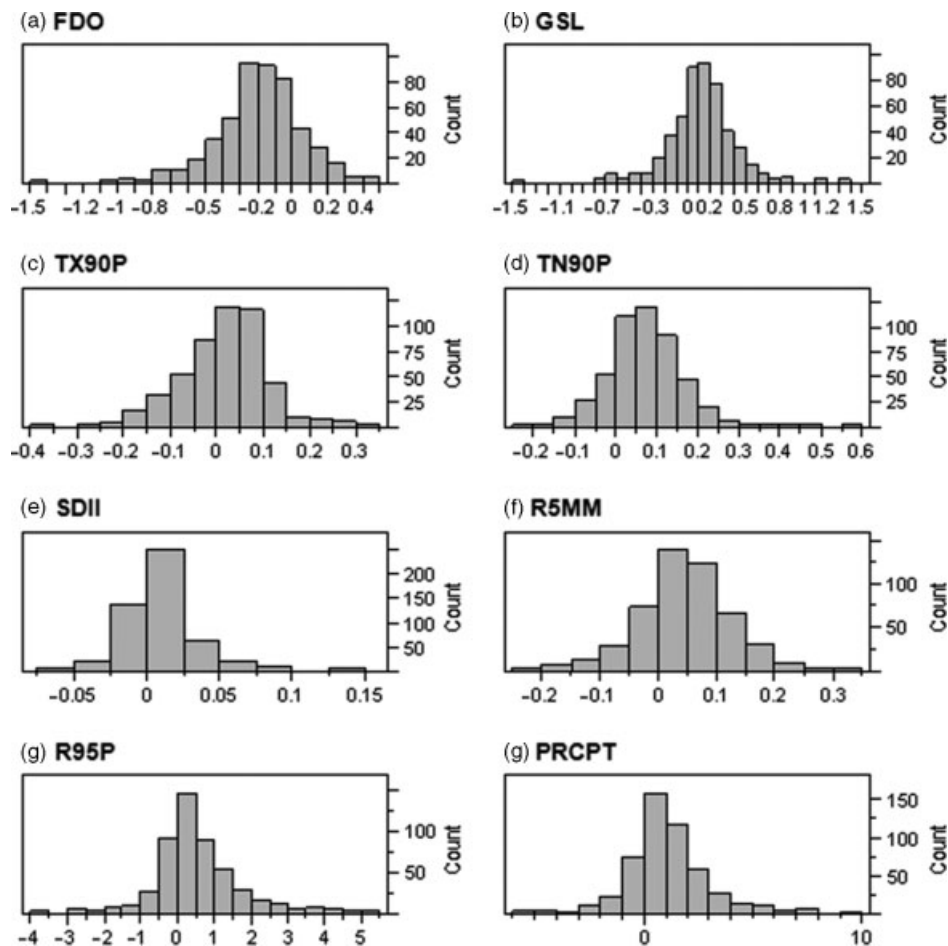 (a) FDO
80
60
40
20
Count
-1.5 -1.2 -1 -0.8 -0.5 -0.2 0 0.2 0.4
(b) GSL
80
60
40
20
Count
-1.5 -1.1 -0.7 -0.3 0 0.2 0.5 0.8 1 1.2 1.5
(c) TX90P
100
75
50
25
Count
-0.4 -0.3 -0.2 -0.1 0 0.1 0.2 0.3
(d) TN90P
100
75
50
25
Count
-0.2 -0.1 0 0.1 0.2 0.3 0.4 0.5 0.6
(e) SDII
200
150
100
50
Count
-0.05 0 0.05 0.1 0.15
(f) R5MM
100
50
Count
-0.2 -0.1 0 0.1 0.2 0.3
(g) R95P
100
50
Count
-4 -3 -2 -1 0 1 2 3 4 5
(g) PRCPT
150
100
50
Count
0 10